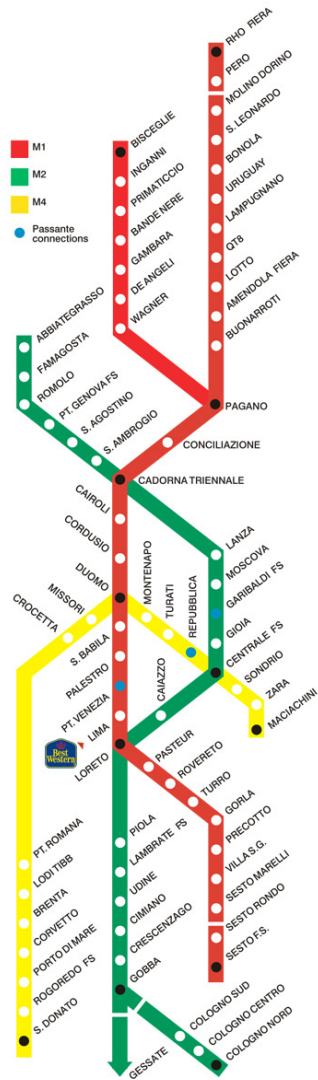 RHO RERA
PERO
MOLINO DORINO
S. LEONARDO
BONOLA
URUGUAY
LAMPUGNANO
QT8
LOTTO
AMENDOLA FIERA
BUONARROTI
M1
M2
M4
Passante
connections
BISCEGLIE
INGANNI
PRIMATICCIO
BANDE NERE
GAMBARA
DE ANGELI
WAGNER
ABBIATEGRASSO
FAMAGOSTA
ROMOLO
PT. GENOVA FS
S. AGOSTINO
S. AMBROGIO
PAGANO
CONCILIAZIONE
CADORNA TRIENNALE
CAIROLI
CORDUSIO
DUOMO
LANZA
MOSCOVA
GARIBALDI FS
GIOIA
CENTRALE FS
MISSORI
CROCETTA
MONTENAPO
TURATI
REPUBBLICA
SONDRIO
ZARA
MACIACHINI
S. BABILA
PALESTRO
PT. VENEZIA
LIMA
LORETO
CAIAZZO
Best
Western
PASTEUR
ROVERETO
TURRO
GORLA
PRECOTTO
VILLA S.G.
SESTO MARELLI
SESTO RONDO
SESTO F.S.
PIOLA
LAMBRATE FS
UDINE
CIMIANO
CRESCENZAGO
GOBBA
PT. ROMANA
LODI TIBB
BRENTA
CORVETTO
PORTO DI MARE
ROGOREDO FS
S. DONATO
COLOGNO SUD
COLOGNO CENTRO
COLOGNO NORD
GESSATE